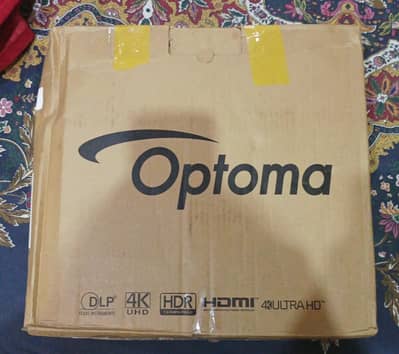 Optoma
DLP 4K UHD HDR HDMI 4K ULTRA HD